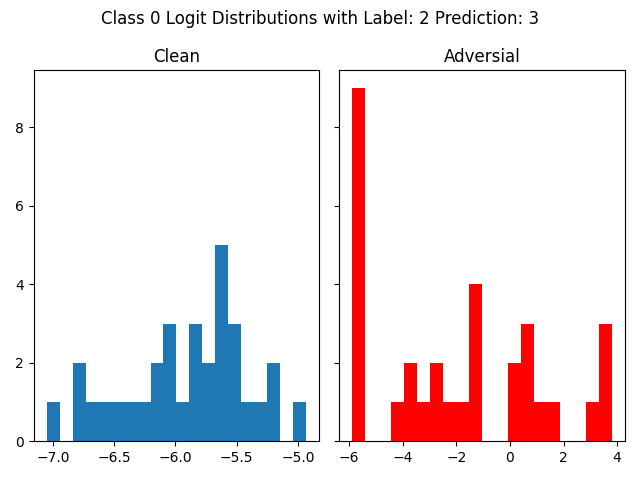 Class 0 Logit Distributions with Label: 2 Prediction: 3
Clean
Adversial
8
6
4
2
0
−7.0 −6.5 −6.0 −5.5 −5.0
−6 −4 −2 0 2 4